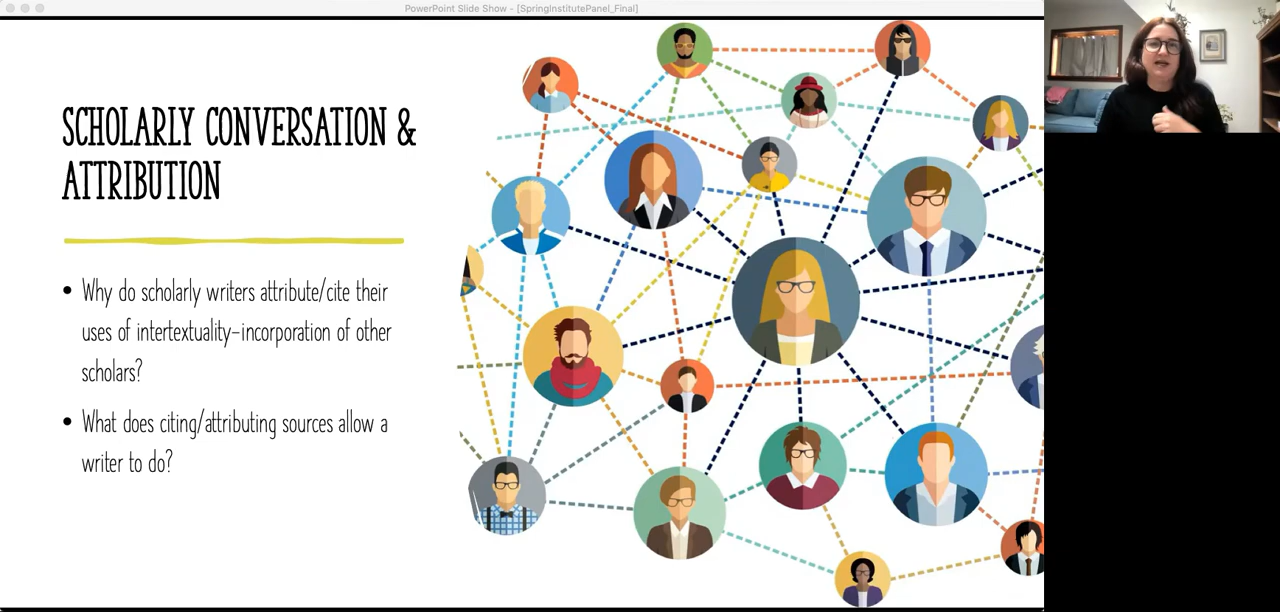 PowerPoint Slide Show - [SpringInstitutePanel_Final]
SCHOLARLY CONVERSATION &
ATTRIBUTION
• Why do scholarly writers attribute/cite their
uses of intertextuality-incorporation of other
scholars?
• What does citing/attributing sources allow a
writer to do?